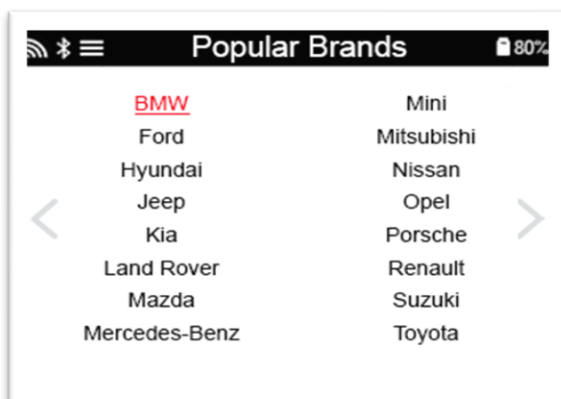 Popular Brands 80%
BMW
Ford
Hyundai
Jeep
Kia
Land Rover
Mazda
Mercedes-Benz
Mini
Mitsubishi
Nissan
Opel
Porsche
Renault
Suzuki
Toyota